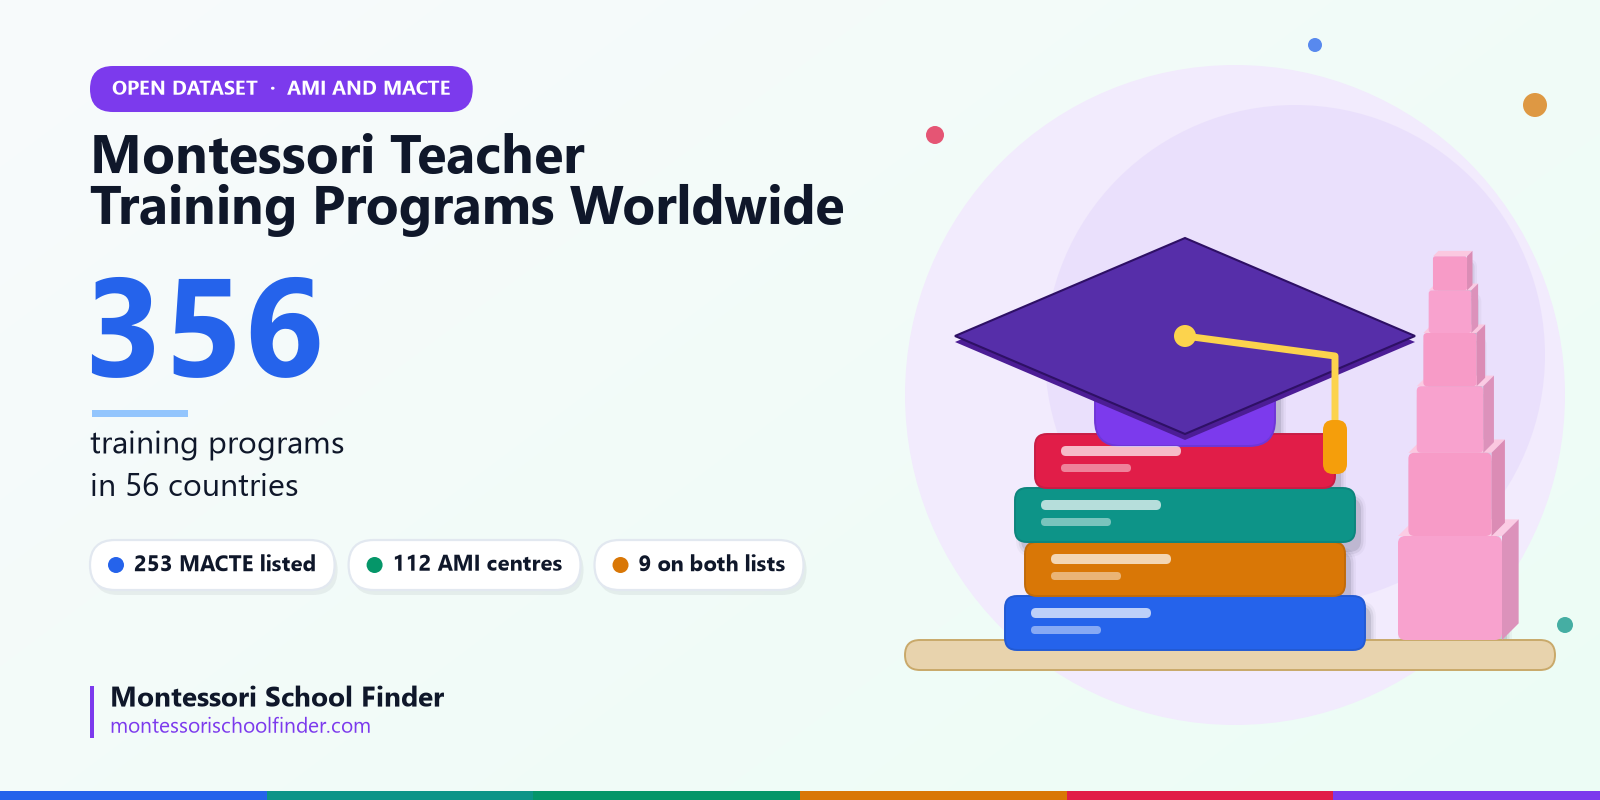 OPEN DATASET · AMI AND MACTE
Montessori Teacher
Training Programs Worldwide
356
training programs
in 56 countries
253 MACTE listed
112 AMI centres
9 on both lists
Montessori School Finder
montessorischoolfinder.com